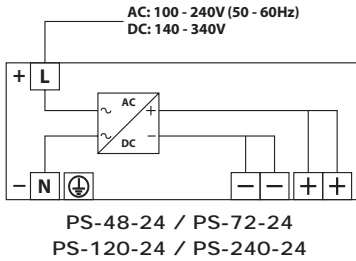 AC: 100 - 240V (50 - 60Hz)
DC: 140 - 340V
+ L
AC
~ +
~ −
DC
− N − − + +
PS-48-24 / PS-72-24
PS-120-24 / PS-240-24